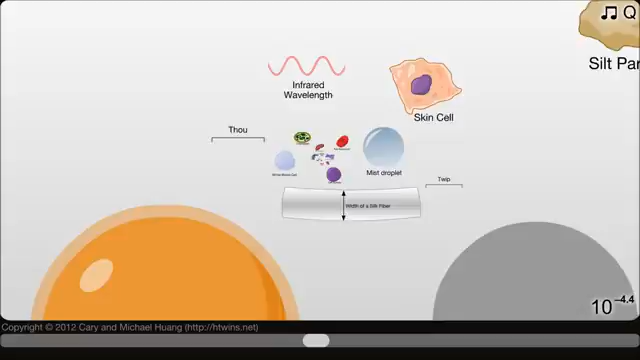 Silt Par
Infrared
Wavelength
Skin Cell
Thou
Mist droplet
Twip
Width of a Silk Fiber
10^-4.4
Copyright © 2012 Cary and Michael Huang (http://htwins.net)